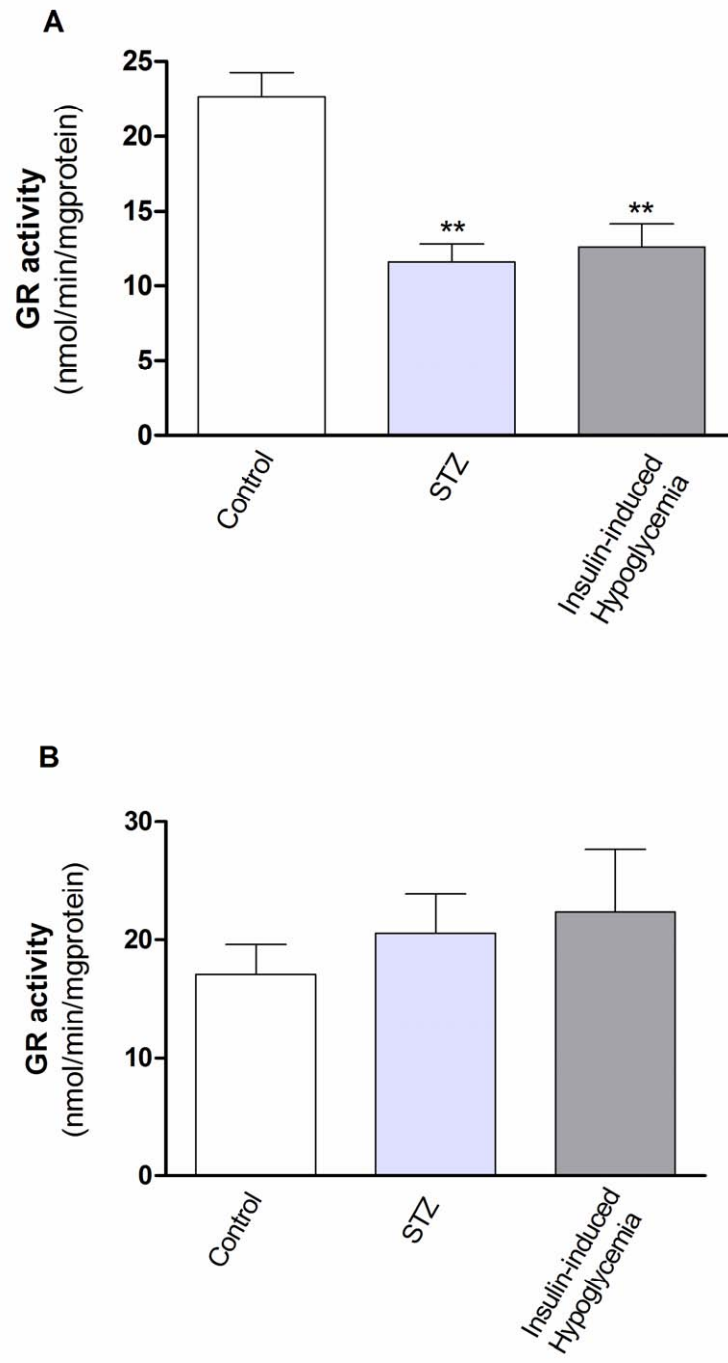 A
GR activity
(nmol/min/mgprotein)
25
20
15
10
5
0
**
**
Control
STZ
Insulin-induced
Hypoglycemia
B
GR activity
(nmol/min/mgprotein)
30
20
10
0
Control
STZ
Insulin-induced
Hypoglycemia